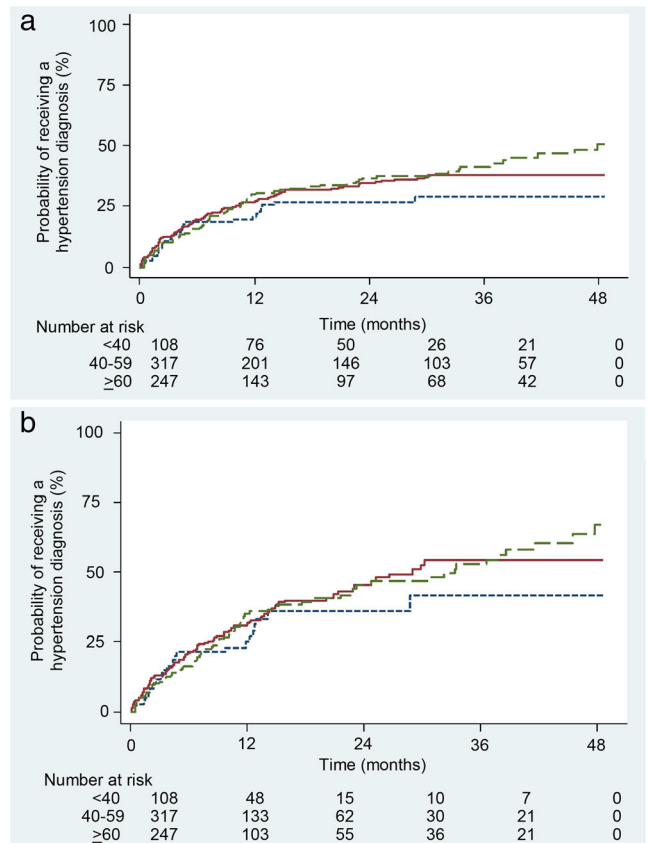 a
Probability of receiving a
hypertension diagnosis (%)
100
75
50
25
0
0 12 24 36 48
Time (months)
Number at risk
<40 108 76 50 26 21 0
40-59 317 201 146 103 57 0
≥60 247 143 97 68 42 0
b
Probability of receiving a
hypertension diagnosis (%)
100
75
50
25
0
0 12 24 36 48
Time (months)
Number at risk
<40 108 48 15 10 7 0
40-59 317 133 62 30 21 0
≥60 247 103 55 36 21 0